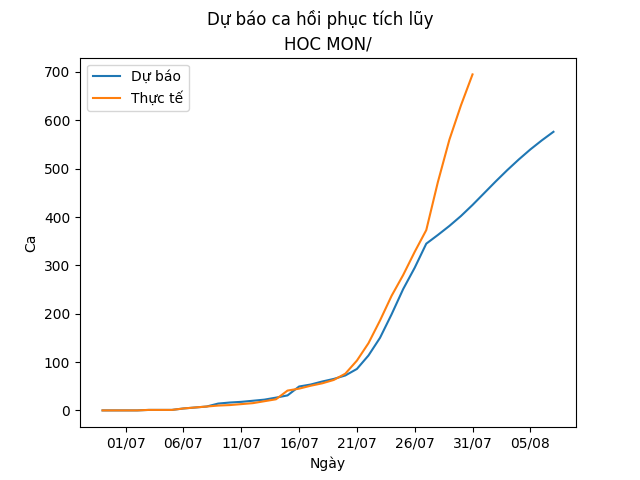 Dự báo ca hồi phục tích lũy
HOC MON/
Dự báo
Thực tế
Ca
700
600
500
400
300
200
100
0
01/07 06/07 11/07 16/07 21/07 26/07 31/07 05/08
Ngày